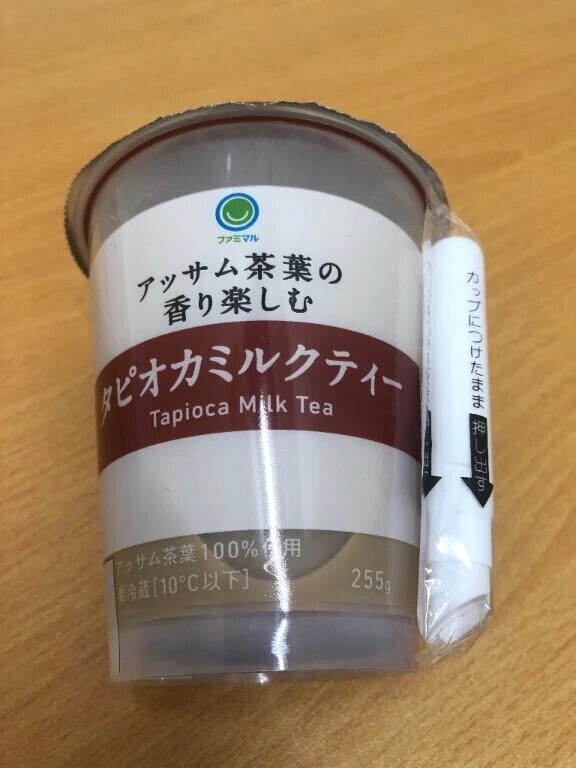 ファミマル
アッサム茶葉の
香り楽しむ
タピオカミルクティー
Tapioca Milk Tea
アッサム茶葉100%使用
要冷蔵[10°C以下]
255g
カップにつけたまま
押し出す